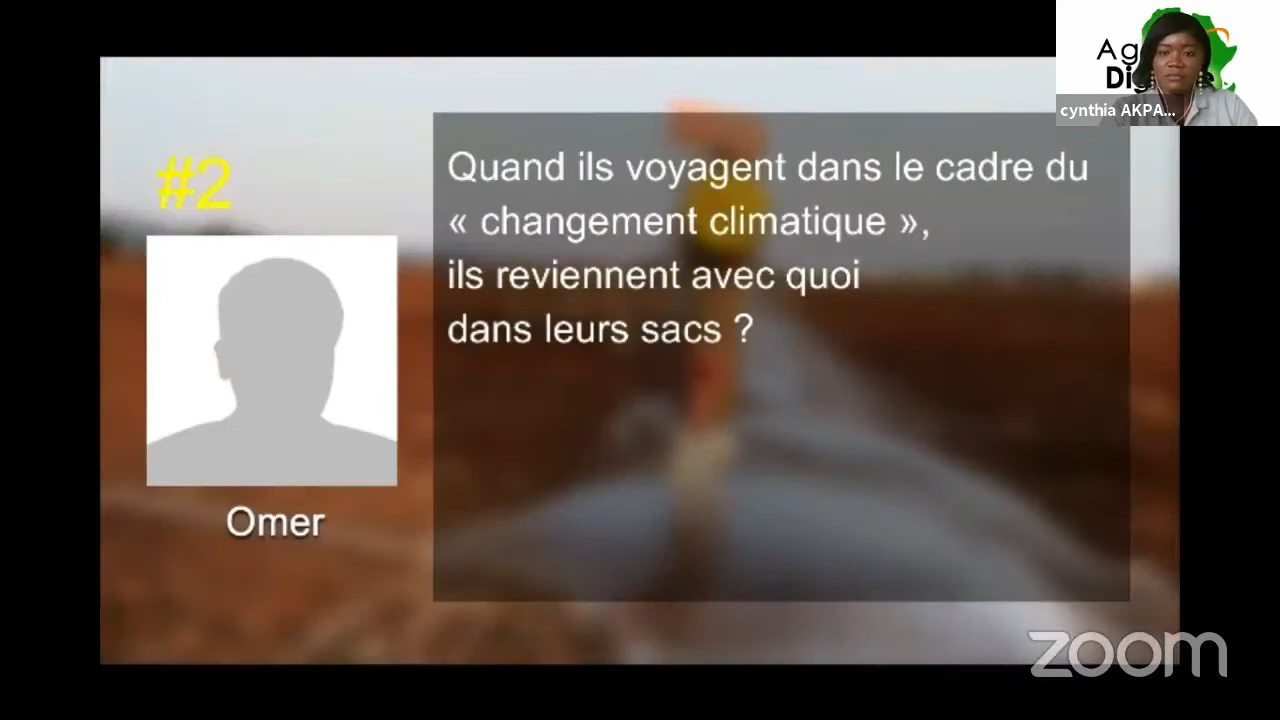 #2
Quand ils voyagent dans le cadre du
« changement climatique »,
ils reviennent avec quoi
dans leurs sacs ?
Omer
cynthia AKPA...
zoom